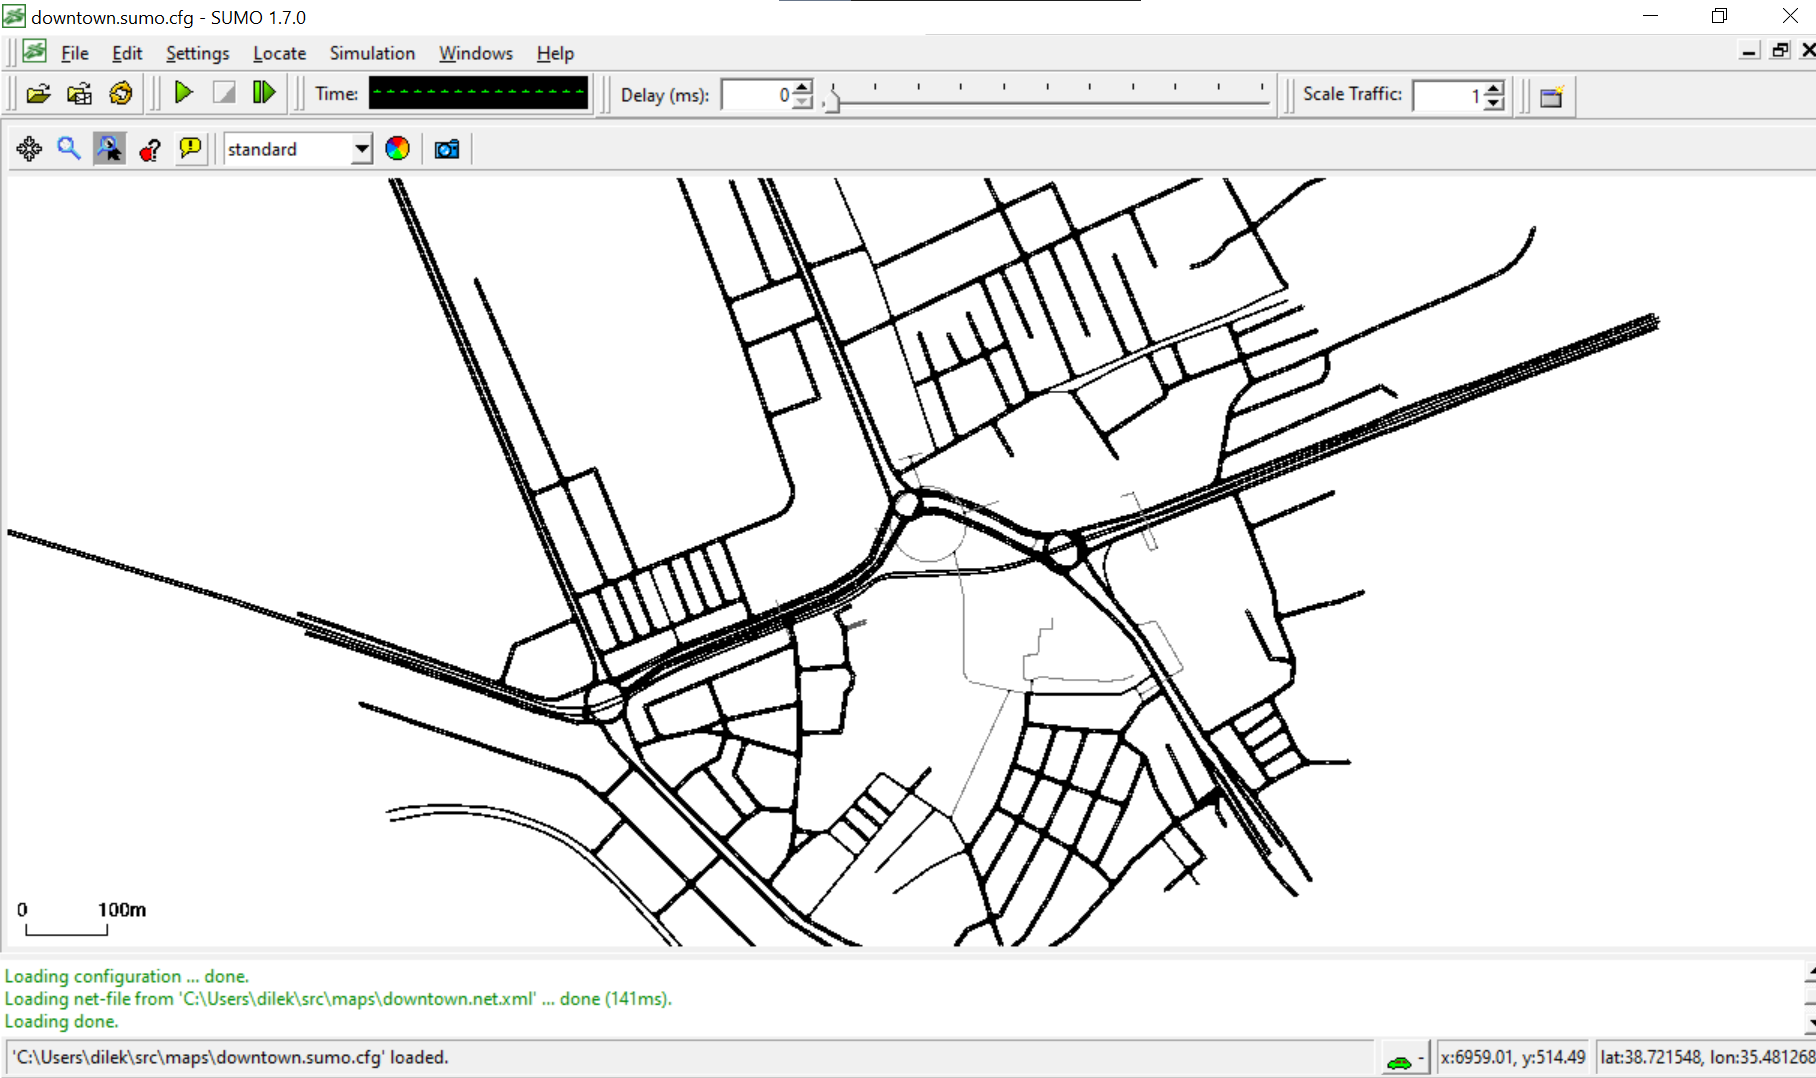 downtown.sumo.cfg - SUMO 1.7.0
File Edit Settings Locate Simulation Windows Help
Time: Delay (ms): 0 Scale Traffic: 1
standard
0 100m
Loading configuration ... done.
Loading net-file from 'C:\Users\dilek\src\maps\downtown.net.xml' ... done (141ms).
Loading done.
'C:\Users\dilek\src\maps\downtown.sumo.cfg' loaded. - x:6959.01, y:514.49 lat:38.721548, lon:35.481268